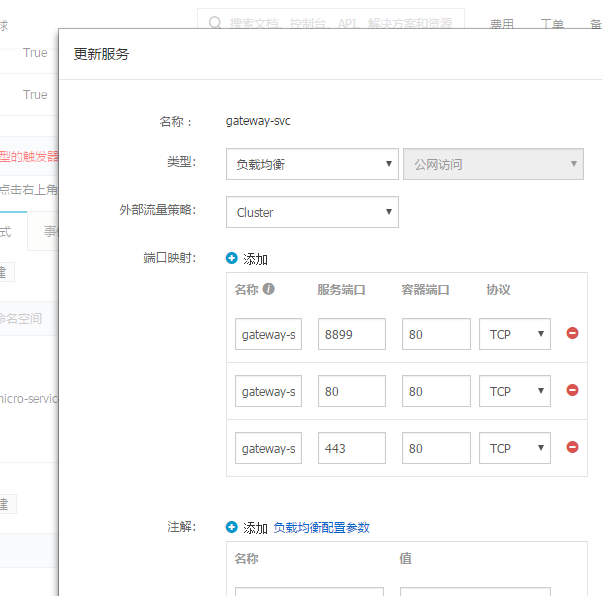 球
搜索文档、控制台、API、解决方案和资源
费用
工单
备
True
True
型的触发器
点击右上角
式
事件
建
命名空间
micro-servic
建
更新服务
名称：
gateway-svc
类型:
负载均衡
公网访问
外部流量策略:
Cluster
端口映射:
添加
名称 服务端口 容器端口 协议
gateway-s 8899 80 TCP
gateway-s 80 80 TCP
gateway-s 443 80 TCP
注解:
添加 负载均衡配置参数
名称 值